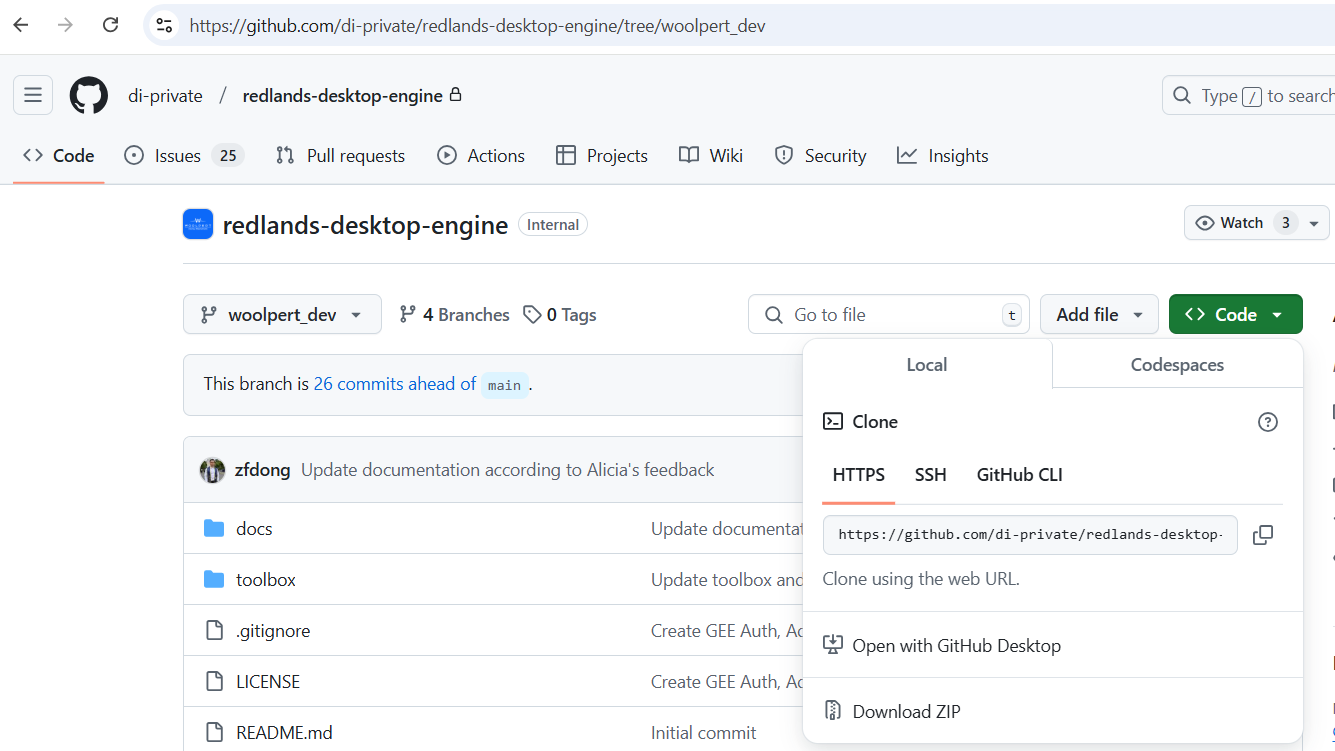 https://github.com/di-private/redlands-desktop-engine/tree/woolpert_dev
di-private / redlands-desktop-engine
Type / to search
Code Issues 25 Pull requests Actions Projects Wiki Security Insights
redlands-desktop-engine Internal
Watch 3
woolpert_dev 4 Branches 0 Tags
Go to file t
Add file
Code
This branch is 26 commits ahead of main .
Local Codespaces
Clone
HTTPS SSH GitHub CLI
https://github.com/di-private/redlands-desktop-
Clone using the web URL.
Open with GitHub Desktop
Download ZIP
zfdong Update documentation according to Alicia's feedback
docs Update documentat
toolbox Update toolbox and
.gitignore Create GEE Auth, Ad
LICENSE Create GEE Auth, Ad
README.md Initial commit